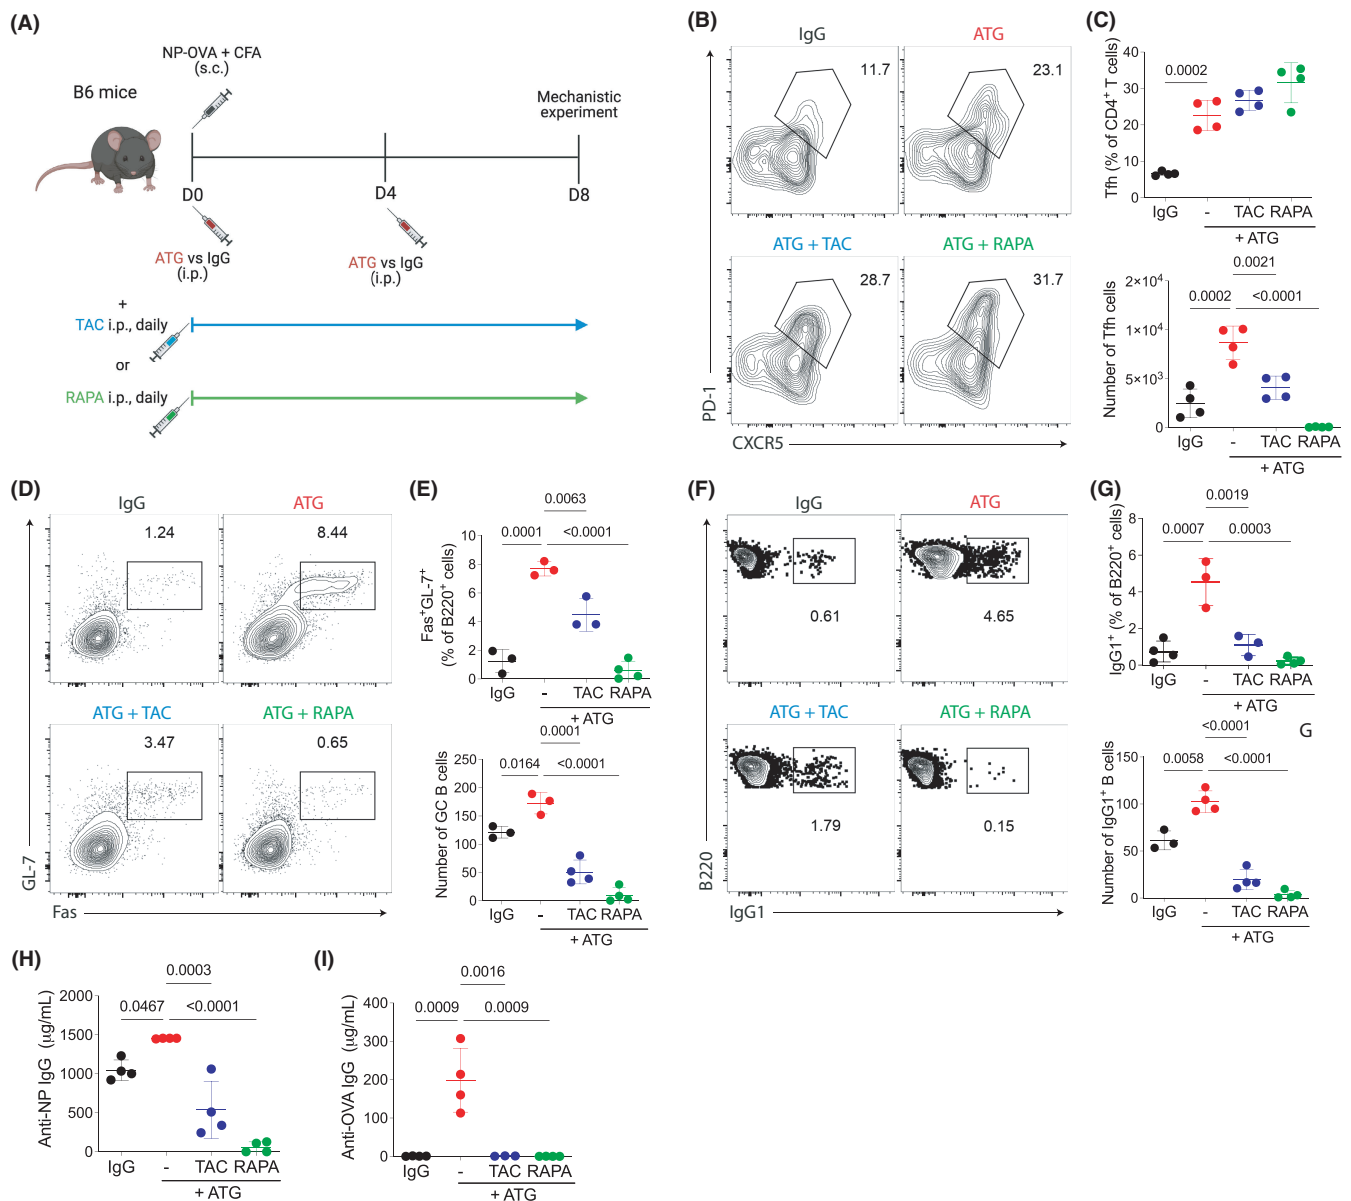 (A)
NP-OVA + CFA
(s.c.)
B6 mice
Mechanistic
experiment
D0
D4
D8
ATG vs IgG
(i.p.)
ATG vs IgG
(i.p.)
+
TAC i.p., daily
or
RAPA i.p., daily
(B)
IgG
ATG
11.7
23.1
ATG + TAC
ATG + RAPA
28.7
31.7
PD-1
CXCR5
(C)
Tfh (% of CD4⁺ T cells)
40
30
20
10
0
0.0002
IgG
-
TAC
RAPA
+ ATG
Number of Tfh cells
2×10⁴
1×10⁴
5×10³
0
0.0021
0.0002
<0.0001
IgG
-
TAC
RAPA
+ ATG
(D)
IgG
ATG
1.24
8.44
ATG + TAC
ATG + RAPA
3.47
0.65
GL-7
Fas
(E)
Fas⁺GL-7⁺
(% of B220⁺ cells)
10
8
6
4
2
0
0.0063
0.0001
<0.0001
IgG
-
TAC
RAPA
+ ATG
Number of GC B cells
250
200
150
100
50
0
0.0001
0.0164
<0.0001
IgG
-
TAC
RAPA
+ ATG
(F)
IgG
ATG
0.61
4.65
ATG + TAC
ATG + RAPA
1.79
0.15
B220
IgG1
(G)
IgG1⁺ (% of B220⁺ cells)
8
6
4
2
0
0.0019
0.0007
0.0003
IgG
-
TAC
RAPA
+ ATG
G
Number of IgG1⁺ B cells
150
100
50
0
<0.0001
0.0058
<0.0001
IgG
-
TAC
RAPA
+ ATG
(H)
Anti-NP IgG (µg/mL)
2000
1500
1000
500
0
0.0003
0.0467
<0.0001
IgG
-
TAC
RAPA
+ ATG
(I)
Anti-OVA IgG (µg/mL)
400
300
200
100
0
0.0016
0.0009
0.0009
IgG
-
TAC
RAPA
+ ATG